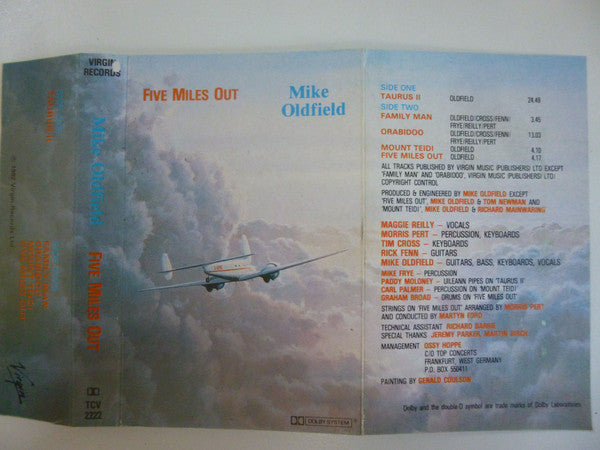 VIRGIN
RECORDS
Mike Oldfield
FIVE MILES OUT
TCV
2222
© 1982 Virgin Records Ltd.
Virgin
FIVE MILES OUT
Mike
Oldfield
DOLBY SYSTEM
SIDE ONE
TAURUS II OLDFIELD 24.49
SIDE TWO
FAMILY MAN OLDFIELD/CROSS/FENN/ 3.45
FRYE/REILLY/PERT
ORABIDOO OLDFIELD/CROSS/FENN/ 13.03
FRYE/REILLY/PERT
MOUNT TEIDI OLDFIELD 4.10
FIVE MILES OUT OLDFIELD 4.17
ALL TRACKS PUBLISHED BY VIRGIN MUSIC (PUBLISHERS) LTD EXCEPT
'FAMILY MAN' AND 'ORABIDOO', VIRGIN MUSIC (PUBLISHERS) LTD/
COPYRIGHT CONTROL
PRODUCED & ENGINEERED BY MIKE OLDFIELD EXCEPT
'FIVE MILES OUT', MIKE OLDFIELD & TOM NEWMAN AND
'MOUNT TEIDI', MIKE OLDFIELD & RICHARD MAINWARING
MAGGIE REILLY – VOCALS
MORRIS PERT – PERCUSSION, KEYBOARDS
TIM CROSS – KEYBOARDS
RICK FENN – GUITARS
MIKE OLDFIELD – GUITARS, BASS, KEYBOARDS, VOCALS
MIKE FRYE – PERCUSSION
PADDY MOLONEY – UILEANN PIPES ON 'TAURUS II'
CARL PALMER – PERCUSSION ON 'MOUNT TEIDI'
GRAHAM BROAD – DRUMS ON 'FIVE MILES OUT'
STRINGS ON 'FIVE MILES OUT' ARRANGED BY MORRIS PERT
AND CONDUCTED BY MARTYN FORD
TECHNICAL ASSISTANT RICHARD BARRIE
SPECIAL THANKS JEREMY PARKER, MARTIN BIRCH
MANAGEMENT OSSY HOPPE
C/O TOP CONCERTS
FRANKFURT, WEST GERMANY
P.O. BOX 550411
PAINTING BY GERALD COULSON
Dolby and the double-D symbol are trade marks of Dolby Laboratories.